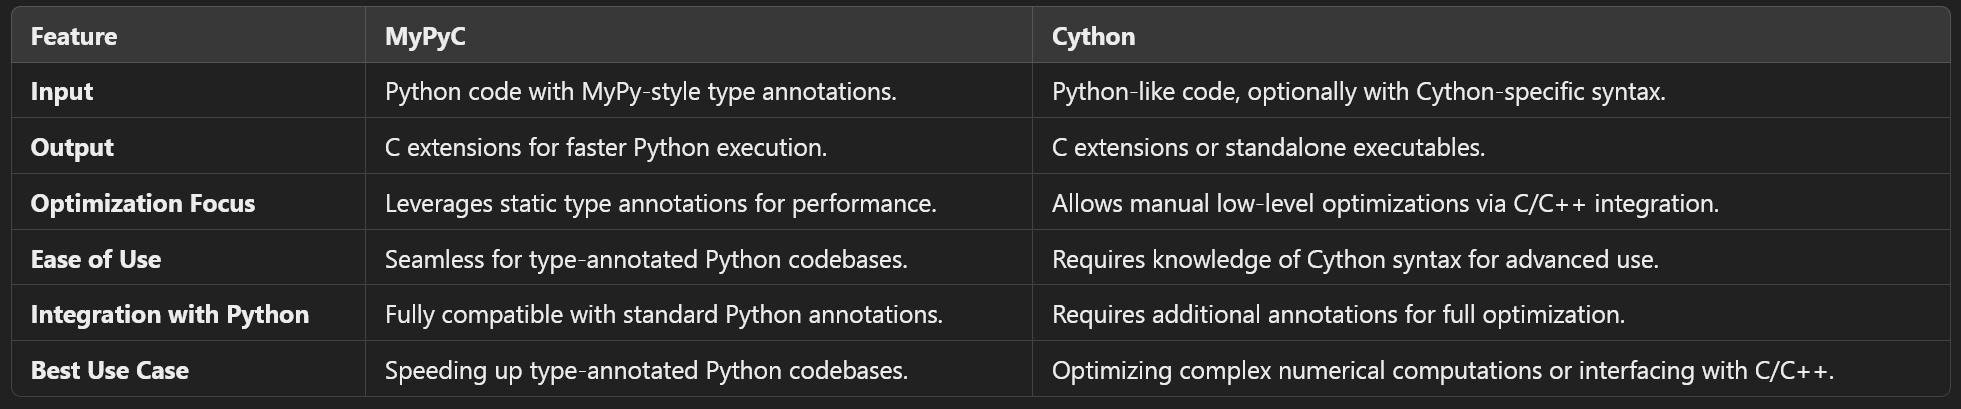 Feature MyPyC Cython
Input Python code with MyPy-style type annotations. Python-like code, optionally with Cython-specific syntax.
Output C extensions for faster Python execution. C extensions or standalone executables.
Optimization Focus Leverages static type annotations for performance. Allows manual low-level optimizations via C/C++ integration.
Ease of Use Seamless for type-annotated Python codebases. Requires knowledge of Cython syntax for advanced use.
Integration with Python Fully compatible with standard Python annotations. Requires additional annotations for full optimization.
Best Use Case Speeding up type-annotated Python codebases. Optimizing complex numerical computations or interfacing with C/C++.